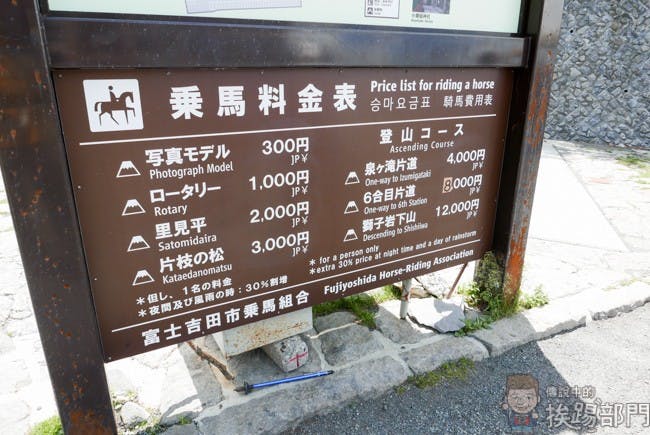 乗馬料金表
Price list for riding a horse
승마요금표 騎馬費用表
写真モデル 300円
Photograph Model JP¥
ロータリー 1,000円
Rotary JP¥
里見平 2,000円
Satomidaira JP¥
片枝の松 3,000円
Kataedanomatsu JP¥
＊但し、1名の料金
＊夜間及び風雨の時：30%割増
登山コース
Ascending Course
泉ヶ滝片道 4,000円
One-way to Izumigataki JP¥
6合目片道 8,000円
One-way to 6th Station JP¥
獅子岩下山 12,000円
Descending to Shishiiwa JP¥
* for a person only
*extra 30% price at night time and a day of rainstorm
富士吉田市乗馬組合 Fujiyoshida Horse-Riding Association
傳說中的
挨踢部門